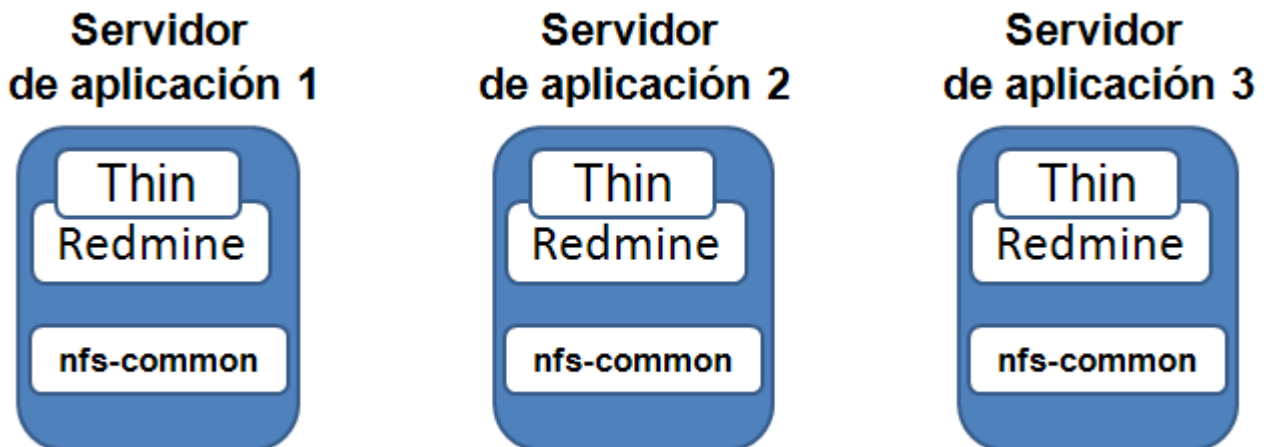 Servidor
de aplicación 1
Thin
Redmine
nfs-common
Servidor
de aplicación 2
Thin
Redmine
nfs-common
Servidor
de aplicación 3
Thin
Redmine
nfs-common